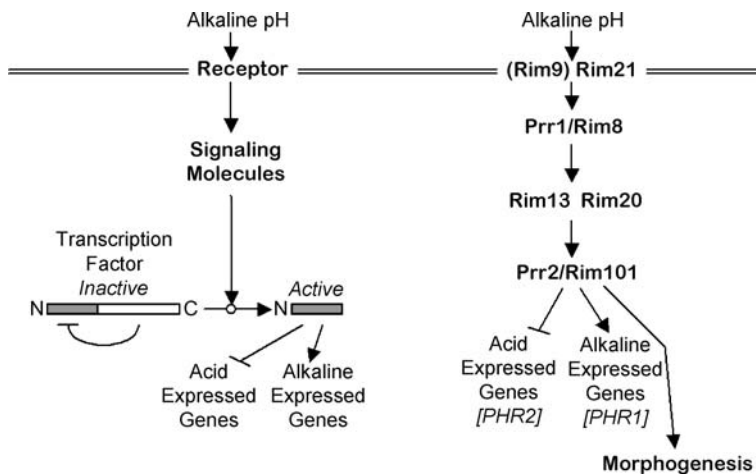 Alkaline pH
Receptor
Signaling
Molecules
Transcription
Factor
Inactive
N
C
N
Active
Acid
Expressed
Genes
Alkaline
Expressed
Genes
Alkaline pH
(Rim9) Rim21
Prr1/Rim8
Rim13 Rim20
Prr2/Rim101
Acid
Expressed
Genes
[PHR2]
Alkaline
Expressed
Genes
[PHR1]
Morphogenesis